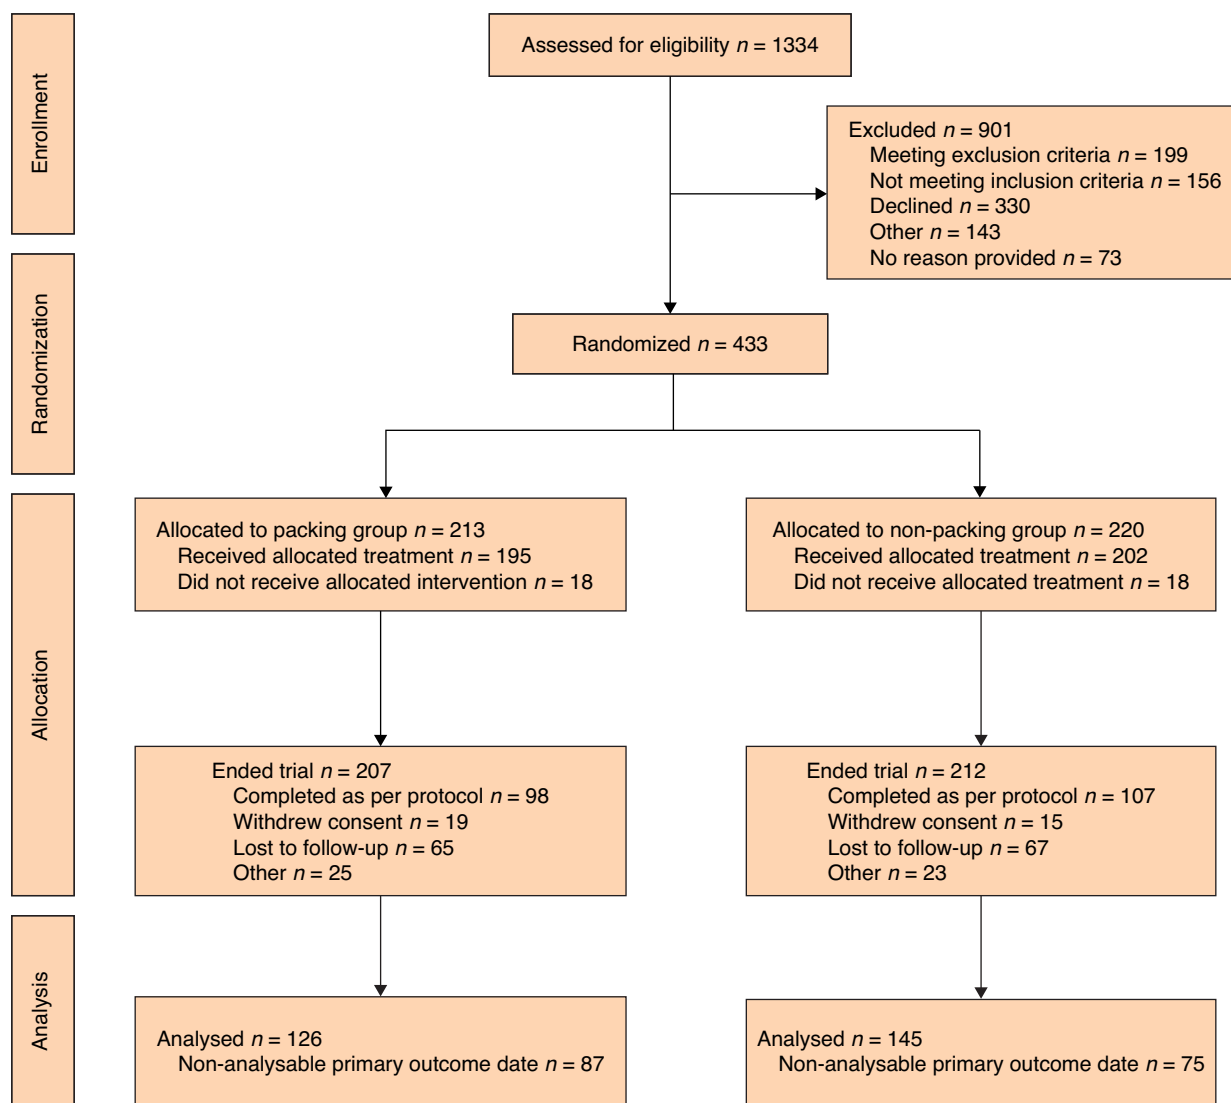 Enrollment
Assessed for eligibility n = 1334
Excluded n = 901
Meeting exclusion criteria n = 199
Not meeting inclusion criteria n = 156
Declined n = 330
Other n = 143
No reason provided n = 73
Randomization
Randomized n = 433
Allocation
Allocated to packing group n = 213
Received allocated treatment n = 195
Did not receive allocated intervention n = 18
Allocated to non-packing group n = 220
Received allocated treatment n = 202
Did not receive allocated treatment n = 18
Ended trial n = 207
Completed as per protocol n = 98
Withdrew consent n = 19
Lost to follow-up n = 65
Other n = 25
Ended trial n = 212
Completed as per protocol n = 107
Withdrew consent n = 15
Lost to follow-up n = 67
Other n = 23
Analysis
Analysed n = 126
Non-analysable primary outcome date n = 87
Analysed n = 145
Non-analysable primary outcome date n = 75